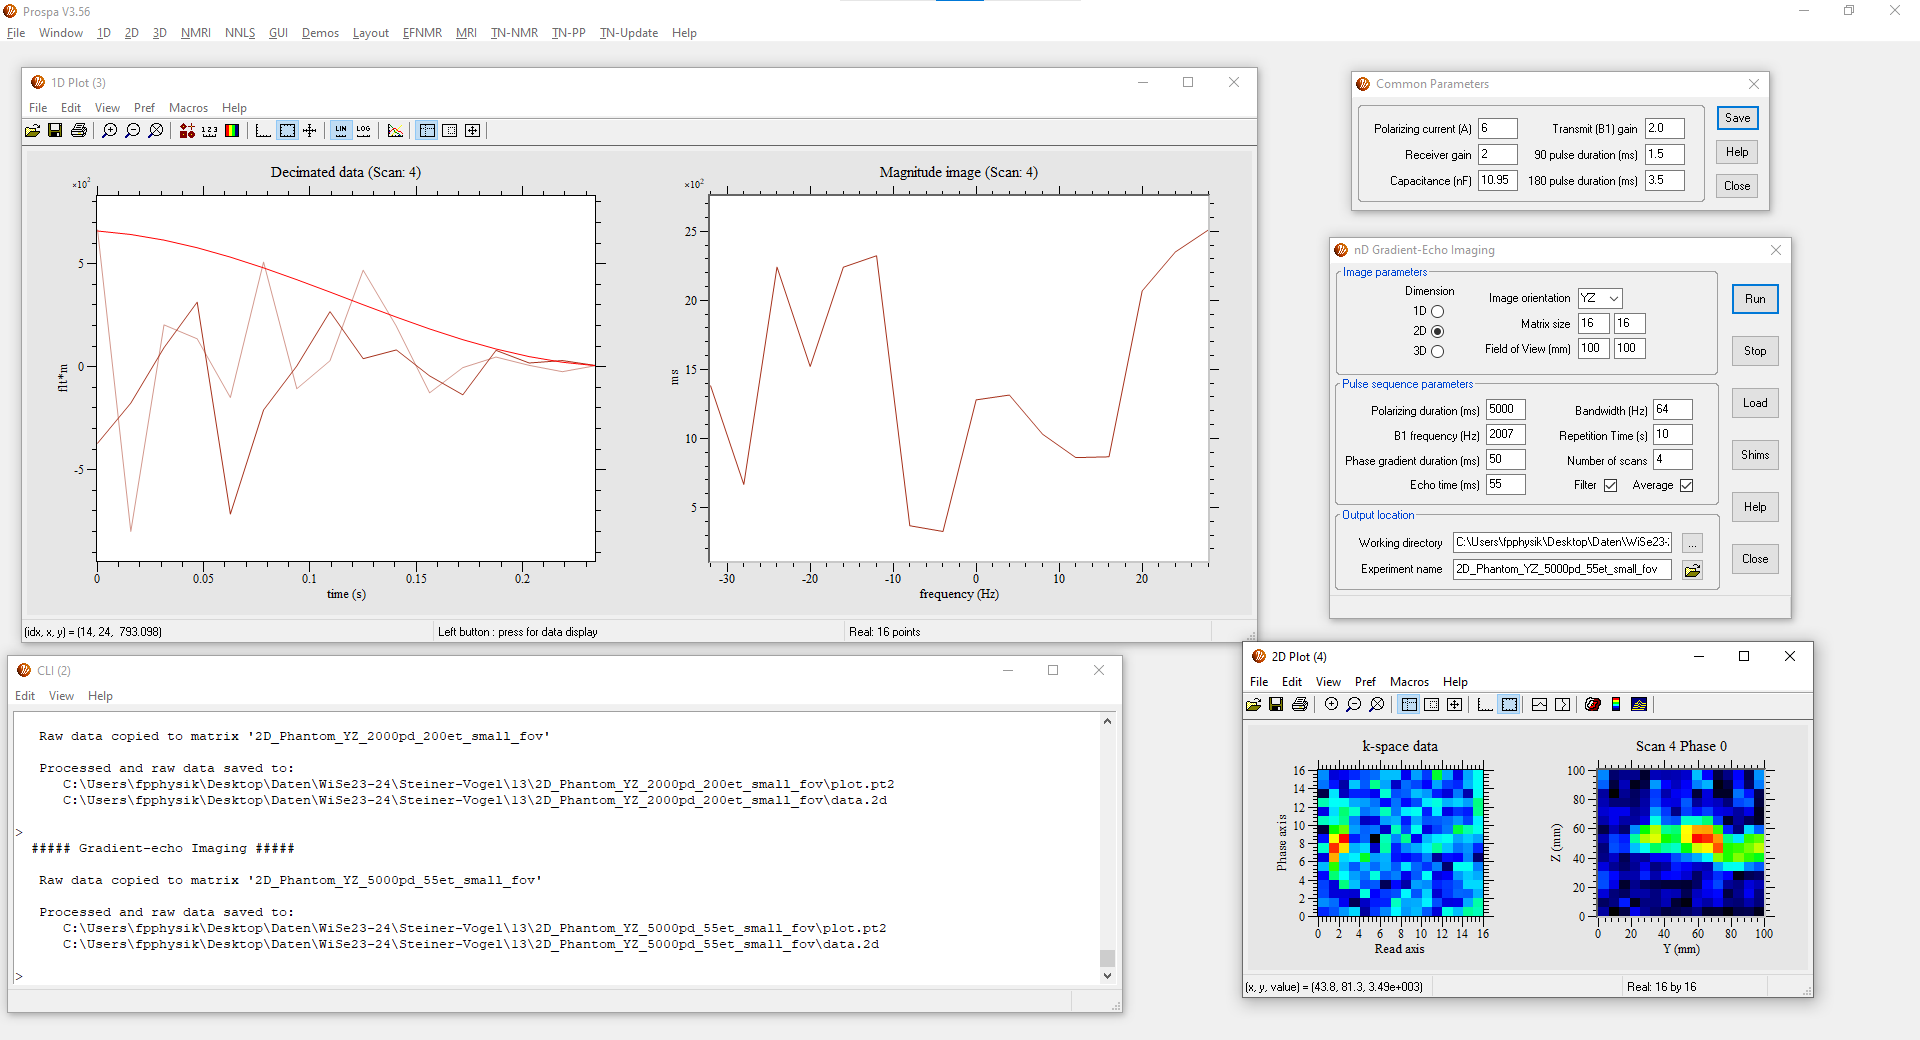 Prospa V3.56
File Window 1D 2D 3D NMRI NNLS GUI Demos Layout EFNMR MRI TN-NMR TN-PP TN-Update Help
1D Plot (3)
File Edit View Pref Macros Help
1 2 3 LIN LOG
Decimated data (Scan: 4)
×10²
5
0
-5
flt*m
0 0.05 0.1 0.15 0.2
time (s)
Magnitude image (Scan: 4)
×10²
25
20
15
10
5
ms
-30 -20 -10 0 10 20
frequency (Hz)
(idx, x, y) = (14, 24, 793.098)
Left button : press for data display
Real: 16 points
Common Parameters
Polarizing current (A) 6 Transmit (B1) gain 2.0
Receiver gain 2 90 pulse duration (ms) 1.5
Capacitance (nF) 10.95 180 pulse duration (ms) 3.5
Save
Help
Close
nD Gradient-Echo Imaging
Image parameters
Dimension
1D
2D
3D
Image orientation YZ
Matrix size 16 16
Field of View (mm) 100 100
Pulse sequence parameters
Polarizing duration (ms) 5000 Bandwidth (Hz) 64
B1 frequency (Hz) 2007 Repetition Time (s) 10
Phase gradient duration (ms) 50 Number of scans 4
Echo time (ms) 55 Filter Average
Output location
Working directory C:\Users\fpphysik\Desktop\Daten\WiSe23-: ...
Experiment name 2D_Phantom_YZ_5000pd_55et_small_fov
Run
Stop
Load
Shims
Help
Close
CLI (2)
Edit View Help
Raw data copied to matrix '2D_Phantom_YZ_2000pd_200et_small_fov'
Processed and raw data saved to:
C:\Users\fpphysik\Desktop\Daten\WiSe23-24\Steiner-Vogel\13\2D_Phantom_YZ_2000pd_200et_small_fov\plot.pt2
C:\Users\fpphysik\Desktop\Daten\WiSe23-24\Steiner-Vogel\13\2D_Phantom_YZ_2000pd_200et_small_fov\data.2d
>
##### Gradient-echo Imaging #####
Raw data copied to matrix '2D_Phantom_YZ_5000pd_55et_small_fov'
Processed and raw data saved to:
C:\Users\fpphysik\Desktop\Daten\WiSe23-24\Steiner-Vogel\13\2D_Phantom_YZ_5000pd_55et_small_fov\plot.pt2
C:\Users\fpphysik\Desktop\Daten\WiSe23-24\Steiner-Vogel\13\2D_Phantom_YZ_5000pd_55et_small_fov\data.2d
>
2D Plot (4)
File Edit View Pref Macros Help
k-space data
16
14
12
10
8
6
4
2
0
Phase axis
0 2 4 6 8 10 12 14 16
Read axis
Scan 4 Phase 0
100
80
60
40
20
0
Z (mm)
0 20 40 60 80 100
Y (mm)
(x, y, value) = (43.8, 81.3, 3.49e+003)
Real: 16 by 16